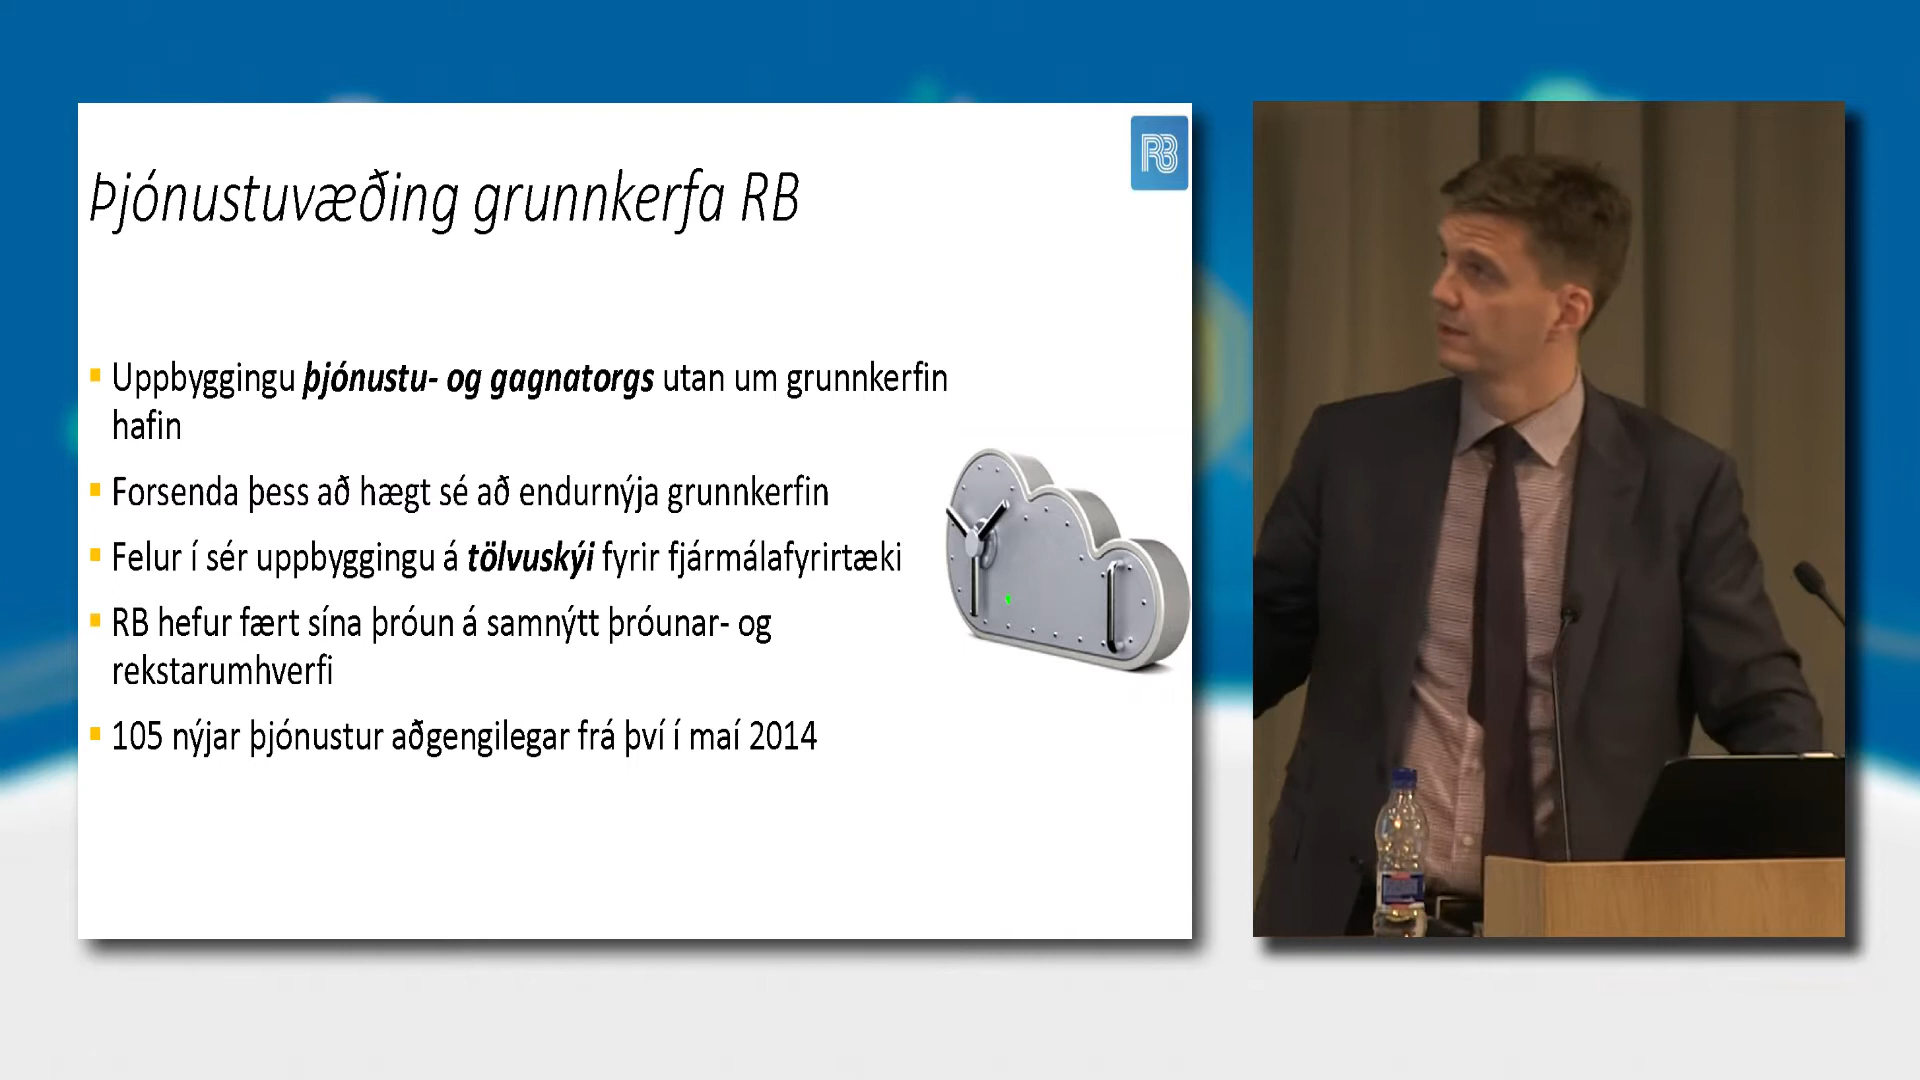 RB
Þjónustuvæðing grunnkerfa RB
Uppbyggingu þjónustu- og gagnatorgs utan um grunnkerfin
hafin
Forsenda þess að hægt sé að endurnýja grunnkerfin
Felur í sér uppbyggingu á tölvuskýi fyrir fjármálafyrirtæki
RB hefur fært sína þróun á samnýtt þróunar- og
rekstarumhverfi
105 nýjar þjónustur aðgengilegar frá því í maí 2014